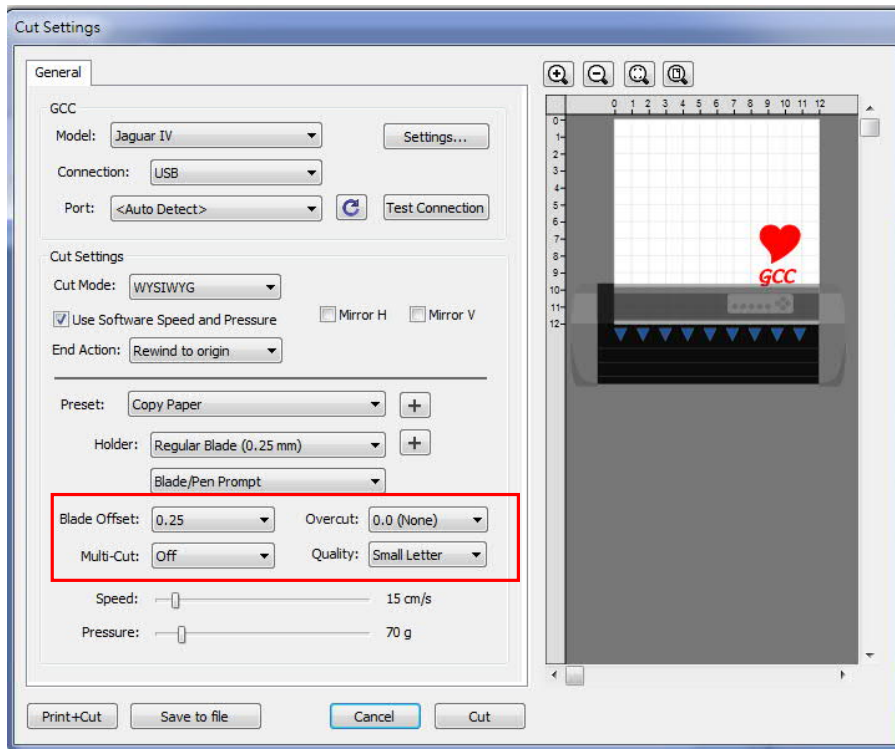 Cut Settings
General
GCC
Model: Jaguar IV Settings...
Connection: USB
Port: <Auto Detect> Test Connection
Cut Settings
Cut Mode: WYSIWYG
Use Software Speed and Pressure Mirror H Mirror V
End Action: Rewind to origin
Preset: Copy Paper +
Holder: Regular Blade (0.25 mm) +
Blade/Pen Prompt
Blade Offset: 0.25 Overcut: 0.0 (None)
Multi-Cut: Off Quality: Small Letter
Speed: 15 cm/s
Pressure: 70 g
Print+Cut Save to file Cancel Cut
0 1 2 3 4 5 6 7 8 9 10 11 12
0
1
2
3
4
5
6
7
8
9
10
11
12
GCC